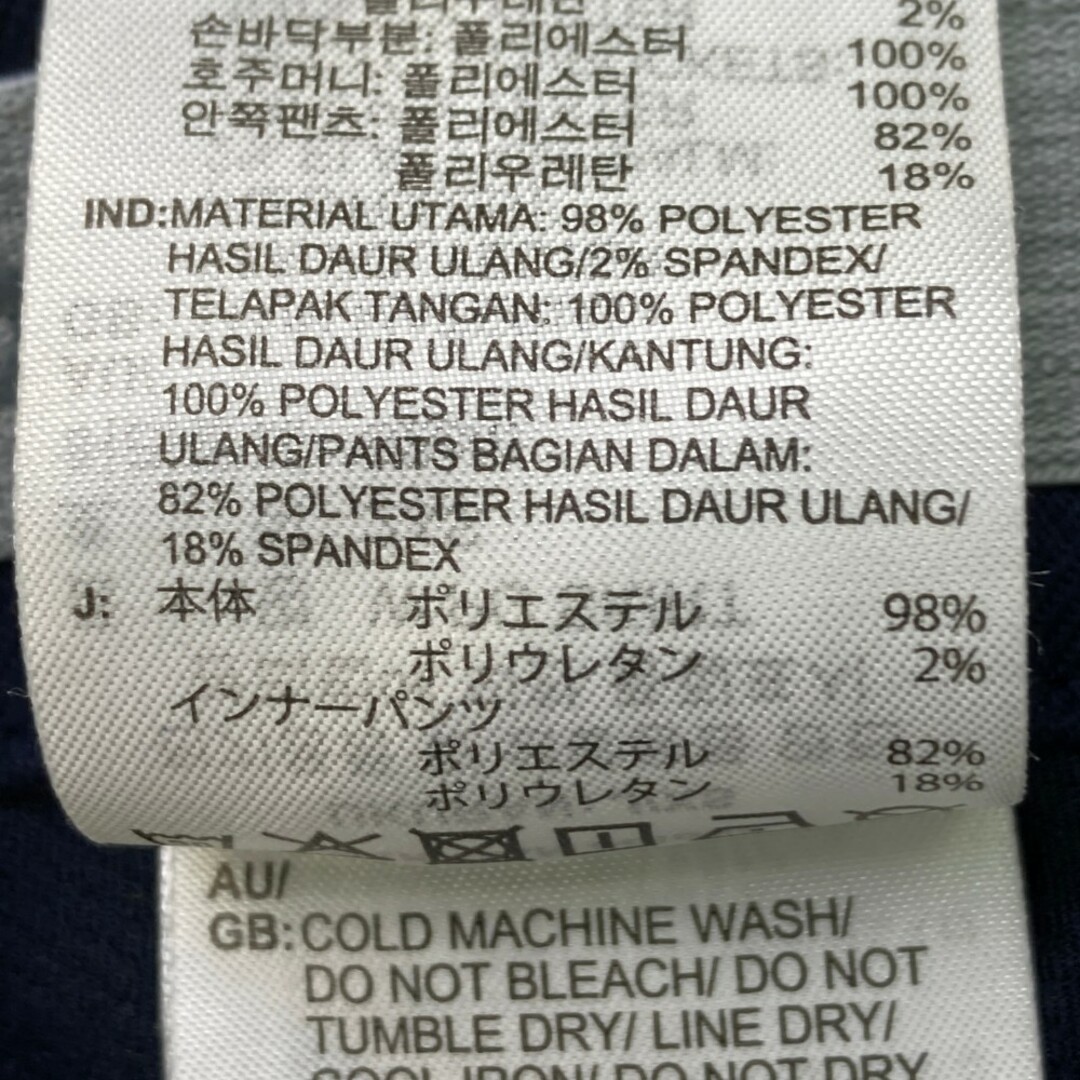 2%
손바닥부분: 폴리에스터 100%
호주머니: 폴리에스터 100%
안쪽팬츠: 폴리에스터 82%
폴리우레탄 18%
IND:MATERIAL UTAMA: 98% POLYESTER
HASIL DAUR ULANG/2% SPANDEX/
TELAPAK TANGAN: 100% POLYESTER
HASIL DAUR ULANG/KANTUNG:
100% POLYESTER HASIL DAUR
ULANG/PANTS BAGIAN DALAM:
82% POLYESTER HASIL DAUR ULANG/
18% SPANDEX
J: 本体 ポリエステル 98%
ポリウレタン 2%
インナーパンツ
ポリエステル 82%
ポリウレタン 18%
AU/
GB: COLD MACHINE WASH/
DO NOT BLEACH/ DO NOT
TUMBLE DRY/ LINE DRY/
COOL IRON/ DO NOT DRY